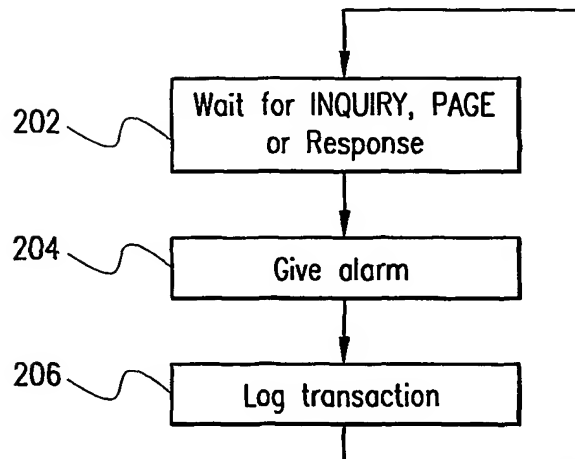 202
Wait for INQUIRY, PAGE
or Response
204
Give alarm
206
Log transaction